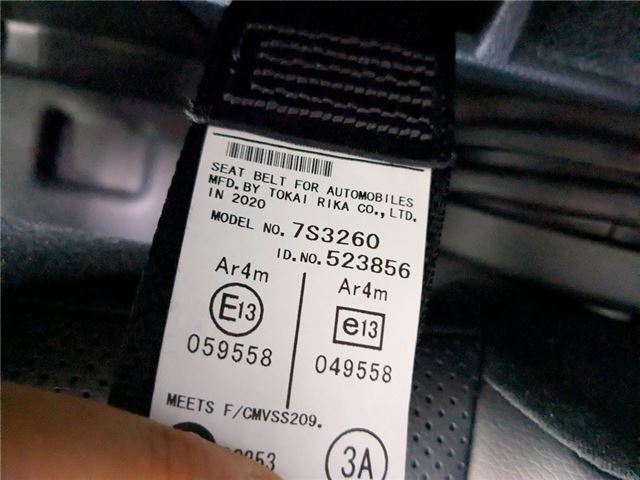 SEAT BELT FOR AUTOMOBILES
MFD. BY TOKAI RIKA CO., LTD.
IN 2020
MODEL NO. 7S3260
ID.NO. 523856
Ar4m
E13
059558
Ar4m
e13
049558
MEETS F/CMVSS209.
3A